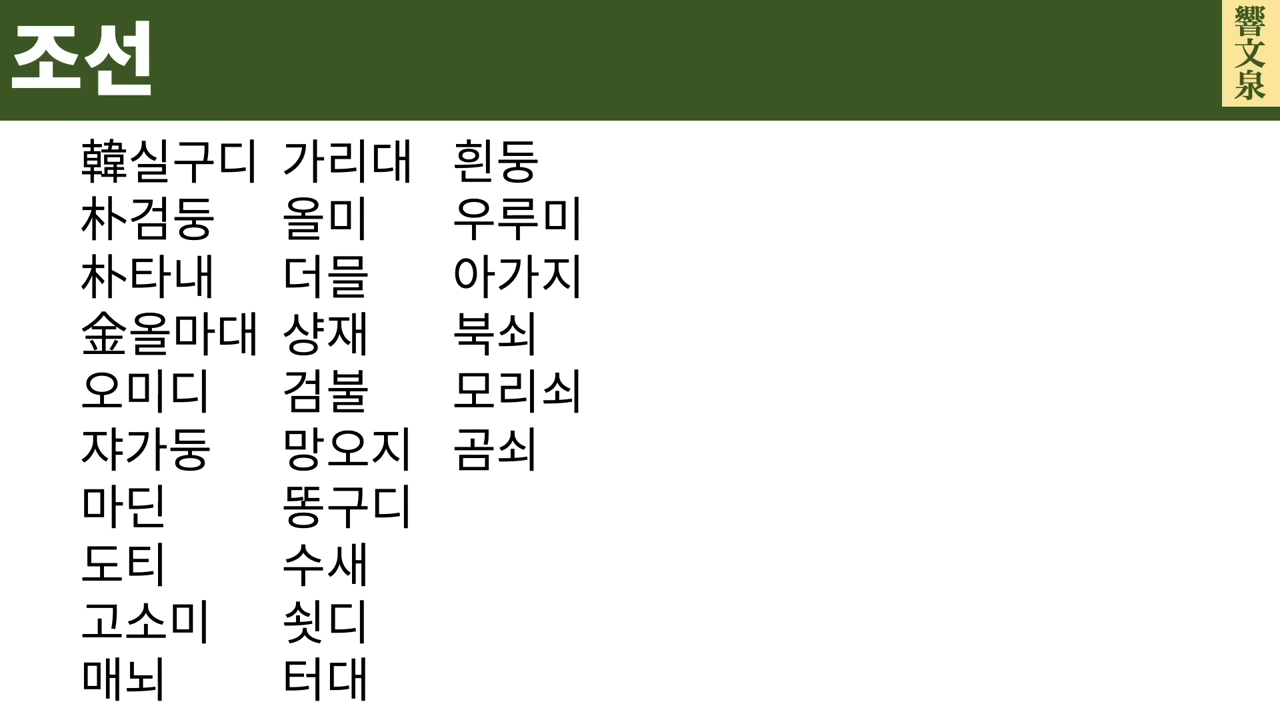 조선
響文泉
韓실구디 가리대 흰둥
朴검둥 올미 우루미
朴타내 더믈 아가지
金올마대 샹재 북쇠
오미디 검불 모리쇠
쟈가둥 망오지 곰쇠
마딘 똥구디
도티 수새
고소미 쇳디
매뇌 터대